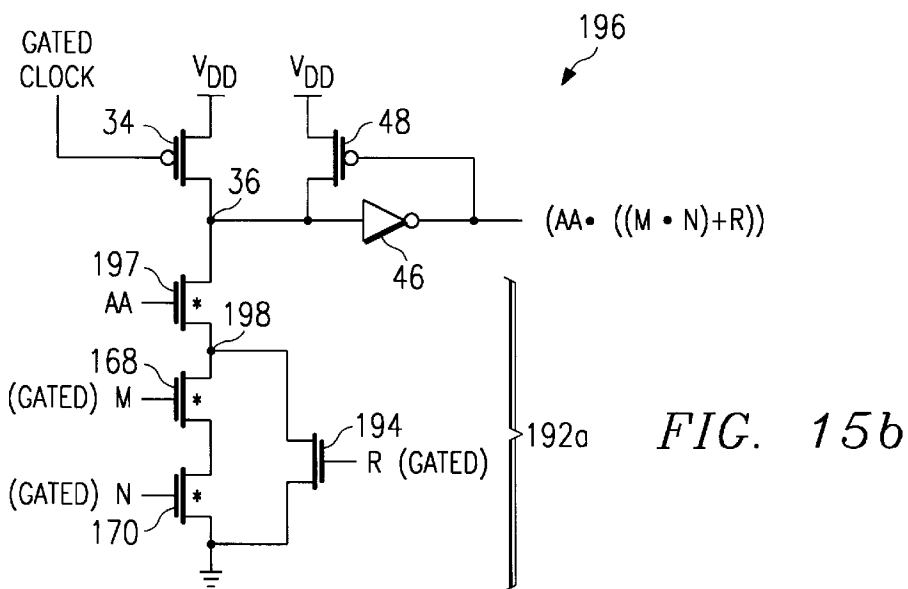 196
GATED
CLOCK
VDD
VDD
34
48
36
(AA• ((M • N)+R))
46
197
AA
*
198
168
(GATED) M
*
194
R (GATED)
192a
FIG. 15b
(GATED) N
*
170